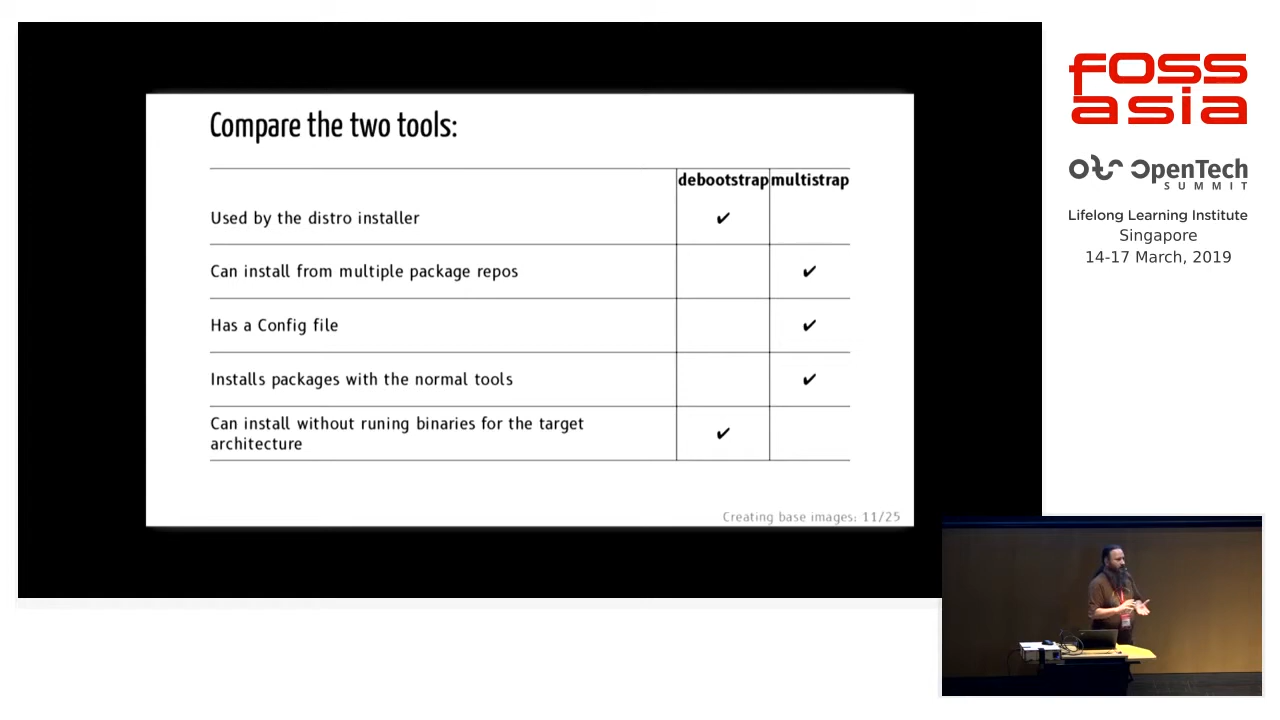 Compare the two tools:
debootstrap multistrap
Used by the distro installer ✔
Can install from multiple package repos ✔
Has a Config file ✔
Installs packages with the normal tools ✔
Can install without runing binaries for the target
architecture ✔
Creating base images: 11/25
foss
asia
OpenTech
SUMMIT
Lifelong Learning Institute
Singapore
14-17 March, 2019